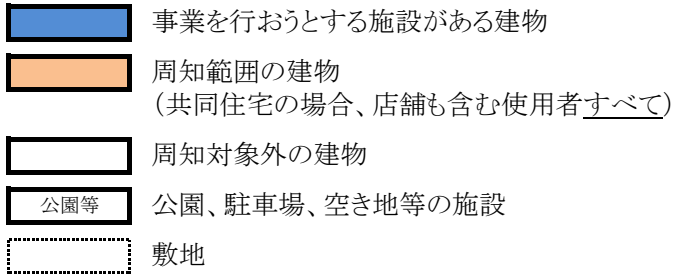 事業を行おうとする施設がある建物
周知範囲の建物
（共同住宅の場合、店舗も含む使用者すべて）
周知対象外の建物
公園等 公園、駐車場、空き地等の施設
敷地